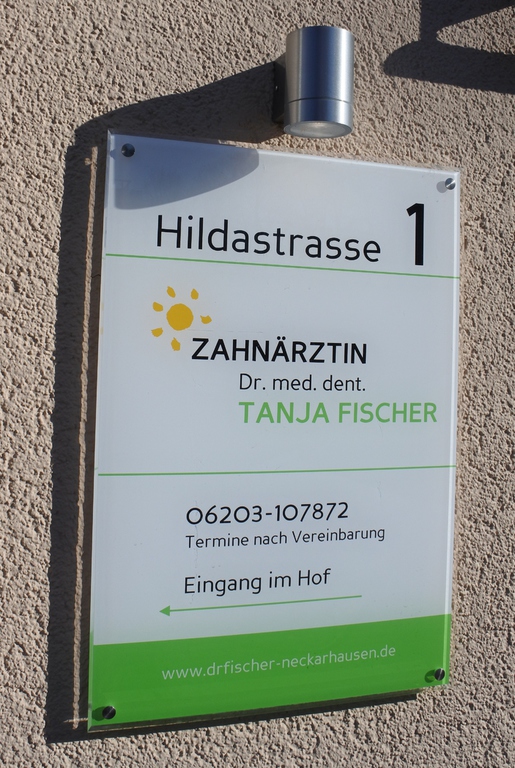 Hildastrasse 1
ZAHNÄRZTIN
Dr. med. dent.
TANJA FISCHER
06203-107872
Termine nach Vereinbarung
Eingang im Hof
www.drfischer-neckarhausen.de